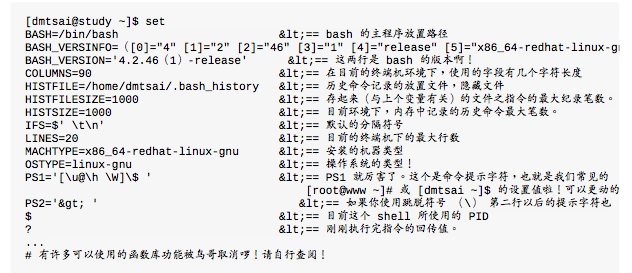 [dmtsai@study ~]$ set
BASH=/bin/bash &lt;== bash 的主程序放置路径
BASH_VERSINFO=（[0]="4" [1]="2" [2]="46" [3]="1" [4]="release" [5]="x86_64-redhat-linux-gn
BASH_VERSION='4.2.46（1）-release' &lt;== 这两行是 bash 的版本啊！
COLUMNS=90 &lt;== 在目前的终端机环境下，使用的字段有几个字符长度
HISTFILE=/home/dmtsai/.bash_history &lt;== 历史命令记录的放置文件，隐藏文件
HISTFILESIZE=1000 &lt;== 存起来（与上个变量有关）的文件之指令的最大纪录笔数。
HISTSIZE=1000 &lt;== 目前环境下，内存中记录的历史命令最大笔数。
IFS=$' \t\n' &lt;== 默认的分隔符号
LINES=20 &lt;== 目前的终端机下的最大行数
MACHTYPE=x86_64-redhat-linux-gnu &lt;== 安装的机器类型
OSTYPE=linux-gnu &lt;== 操作系统的类型！
PS1='[\u@\h \W]\$ ' &lt;== PS1 就厉害了。这个是命令提示字符，也就是我们常见的
[root@www ~]# 或 [dmtsai ~]$ 的设置值啦！可以更动的
PS2='&gt; ' &lt;== 如果你使用跳脱符号 （\） 第二行以后的提示字符也
$ &lt;== 目前这个 shell 所使用的 PID
? &lt;== 刚刚执行完指令的回传值。
...
# 有许多可以使用的函数库功能被鸟哥取消啰！请自行查阅！